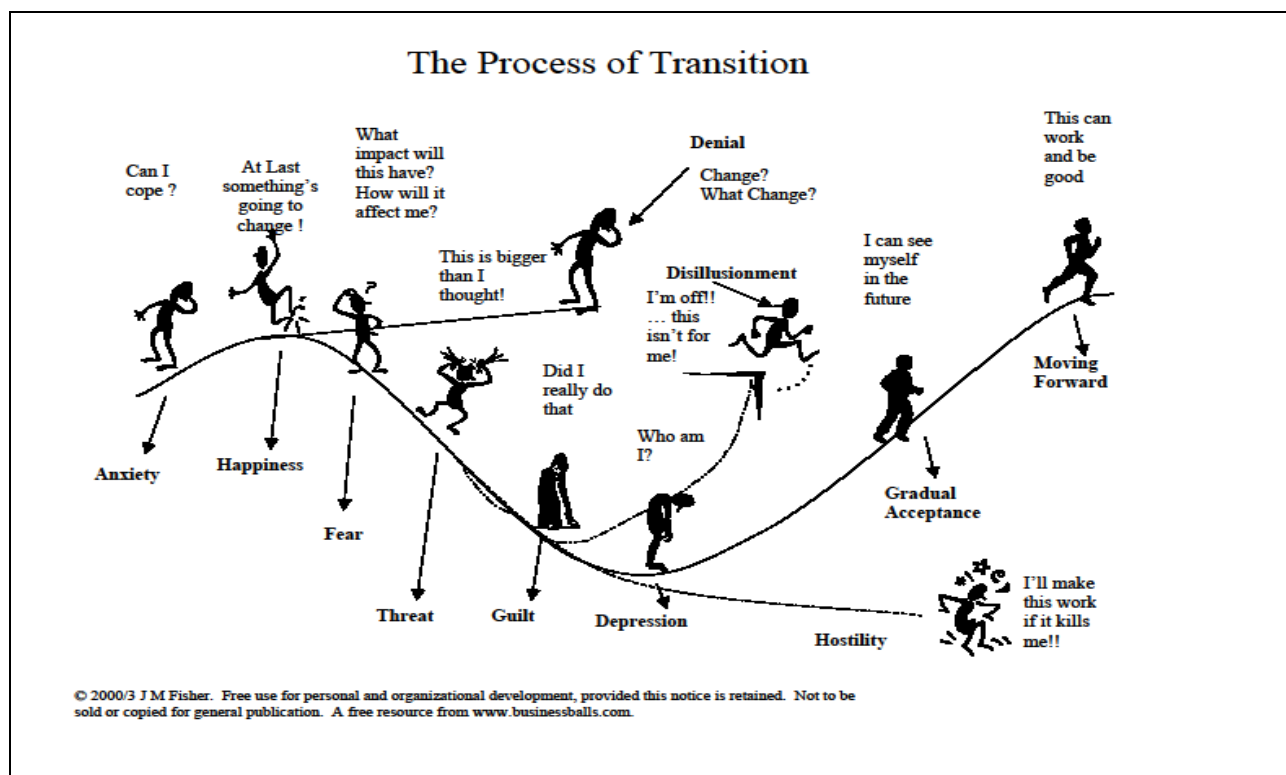 The Process of Transition
Can I
cope ?
At Last
something's
going to
change !
What
impact will
this have?
How will it
affect me?
This is bigger
than I
thought!
Denial
Change?
What Change?
Disillusionment
I'm off!!
… this
isn't for
me!
I can see
myself
in the
future
This can
work
and be
good
Did I
really do
that
Who am
I?
Moving
Forward
Anxiety
Happiness
Fear
Threat
Guilt
Depression
Gradual
Acceptance
Hostility
I'll make
this work
if it kills
me!!
© 2000/3 J M Fisher. Free use for personal and organizational development, provided this notice is retained. Not to be
sold or copied for general publication. A free resource from www.businessballs.com.